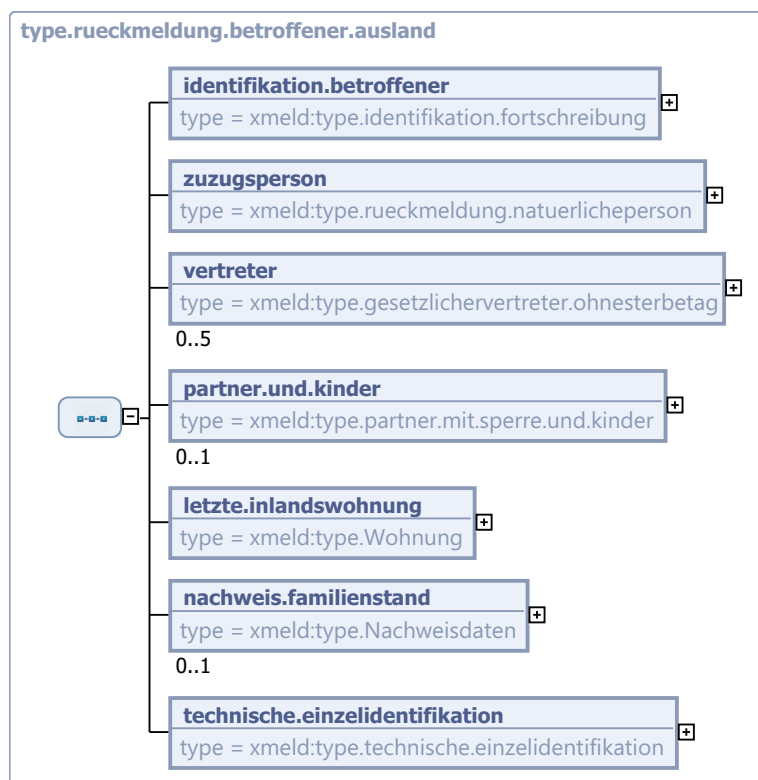 type.rueckmeldung.betroffener.ausland
identifikation.betroffener
type = xmeld:type.identifikation.fortschreibung
zuzugsperson
type = xmeld:type.rueckmeldung.natuerlicheperson
vertreter
type = xmeld:type.gesetzlichervertreter.ohnesterbetag
0..5
partner.und.kinder
type = xmeld:type.partner.mit.sperre.und.kinder
0..1
letzte.inlandswohnung
type = xmeld:type.Wohnung
nachweis.familienstand
type = xmeld:type.Nachweisdaten
0..1
technische.einzelidentifikation
type = xmeld:type.technische.einzelidentifikation